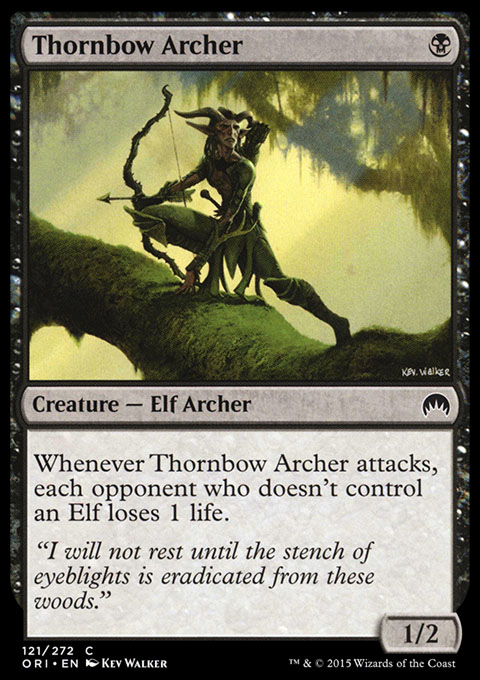 Thornbow Archer
KEV. WALKER
Creature — Elf Archer
Whenever Thornbow Archer attacks,
each opponent who doesn't control
an Elf loses 1 life.
“I will not rest until the stench of
eyeblights is eradicated from these
woods.”
1/2
121/272 C
ORI • EN Kev Walker
™ & © 2015 Wizards of the Coast